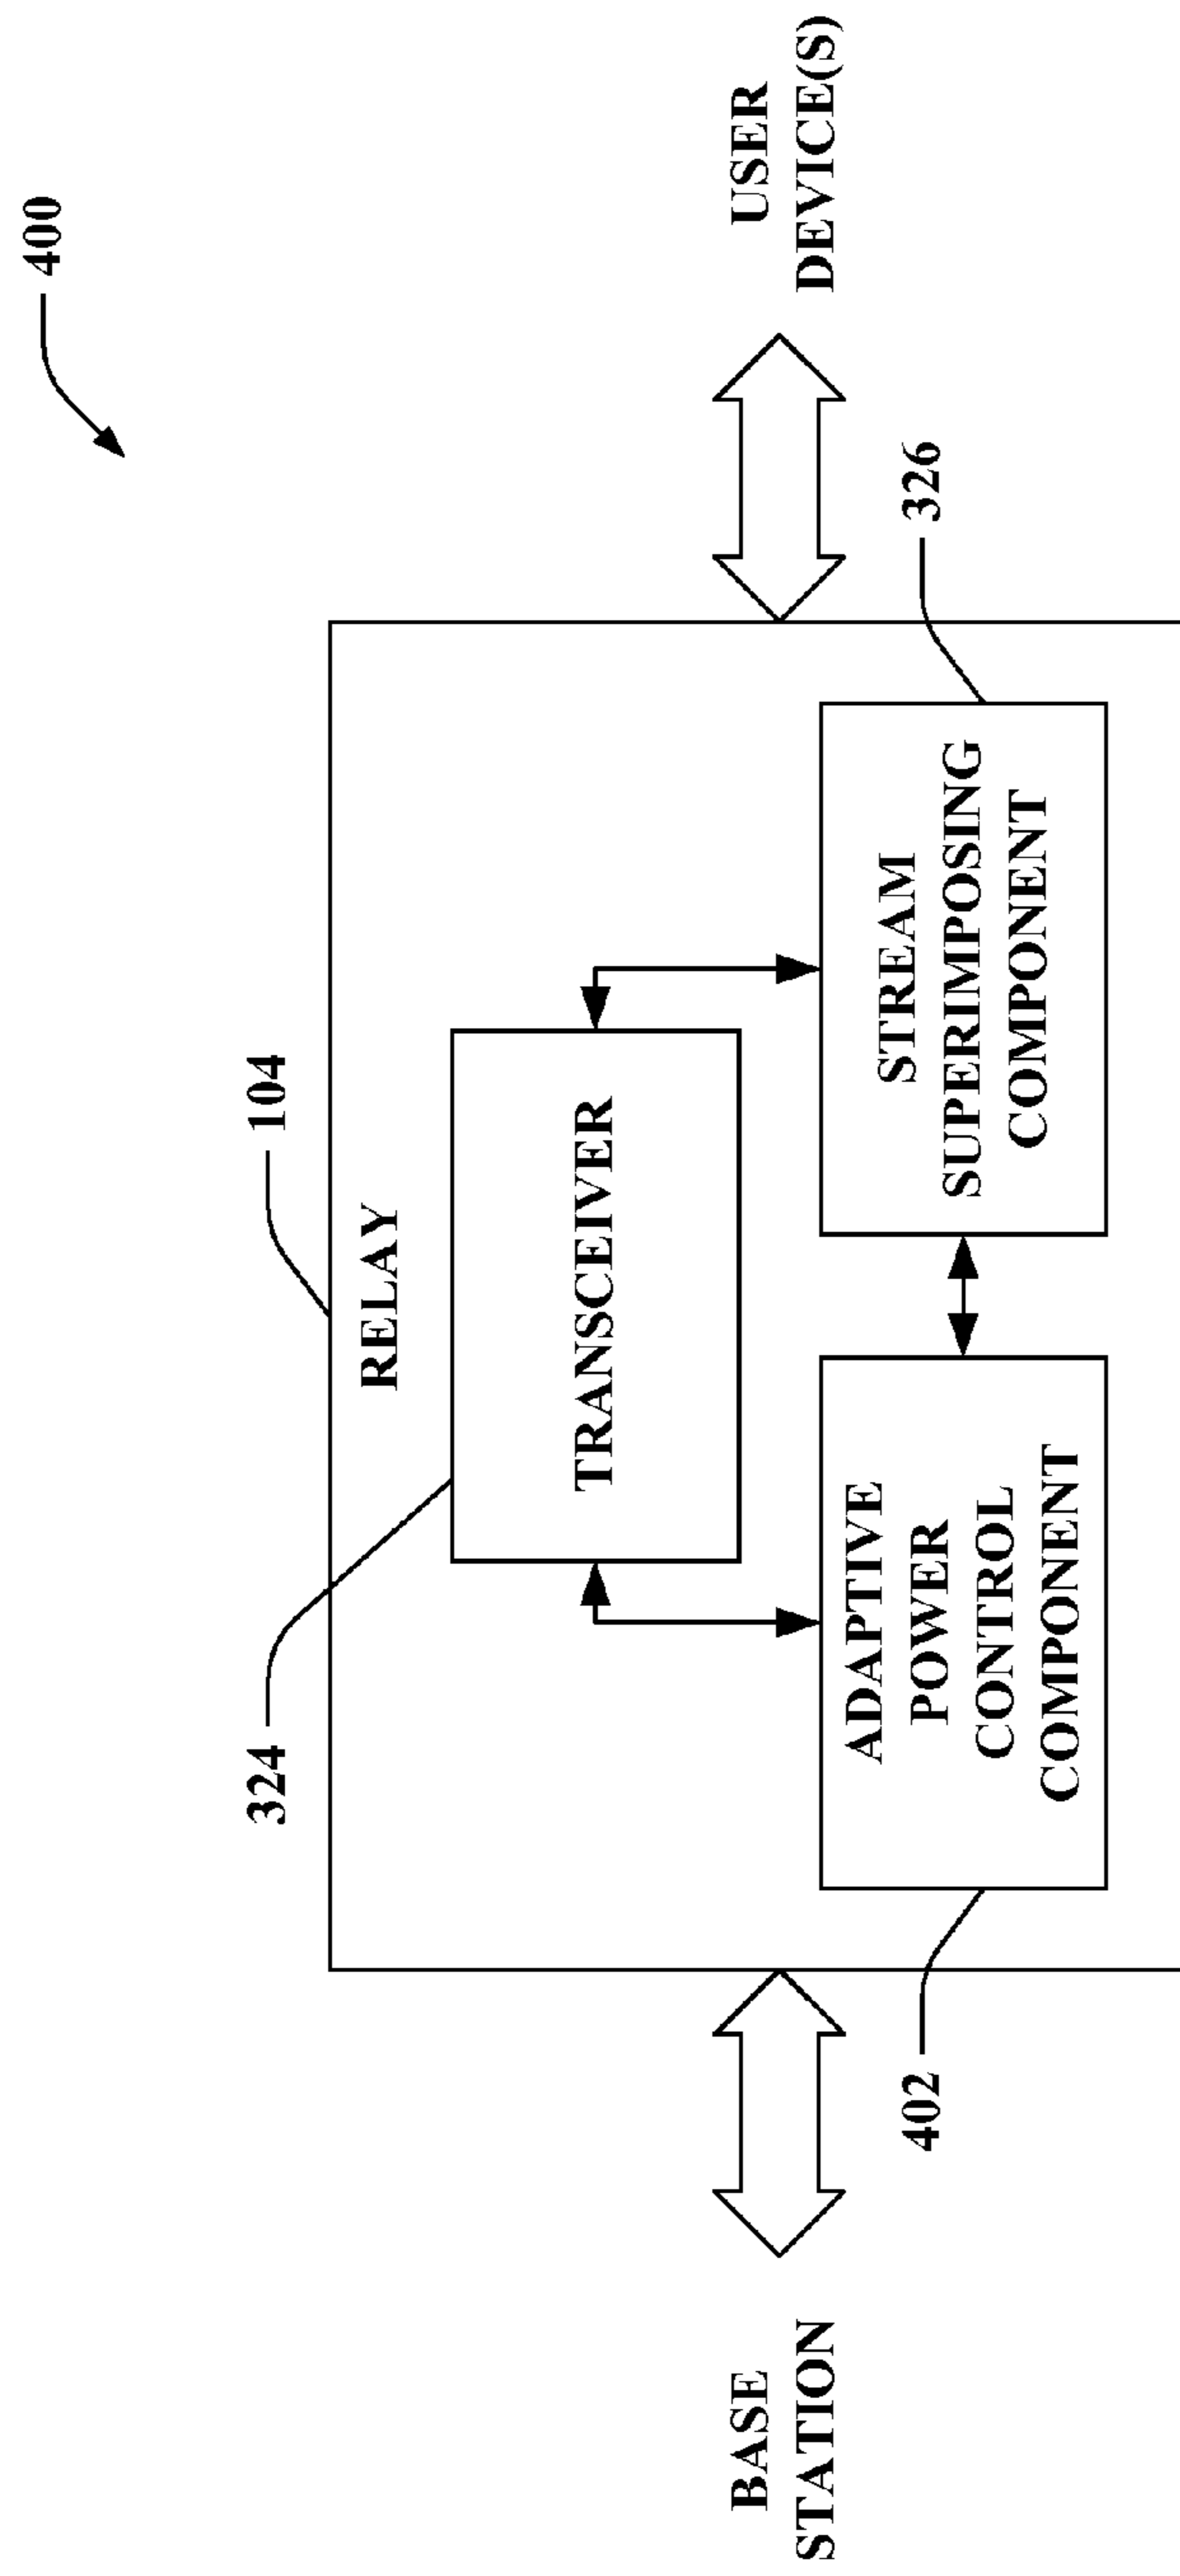 400
104
RELAY
324
TRANSCEIVER
BASE
STATION
USER
DEVICE(S)
ADAPTIVE
POWER
CONTROL
COMPONENT
STREAM
SUPERIMPOSING
COMPONENT
402
326